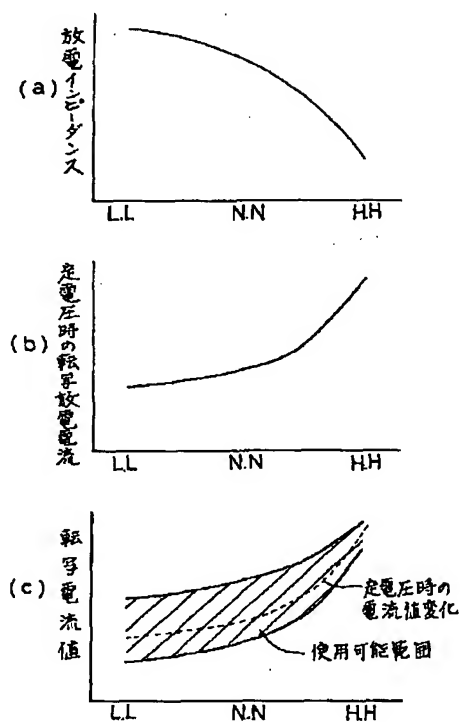 (a)
放電インピーダンス
L.L
N.N
H.H
(b)
定電圧時の転写放電電流
L.L
N.N
H.H
(c)
転写電流値
定電圧時の
電流値変化
使用可能範囲
L.L
N.N
H.H